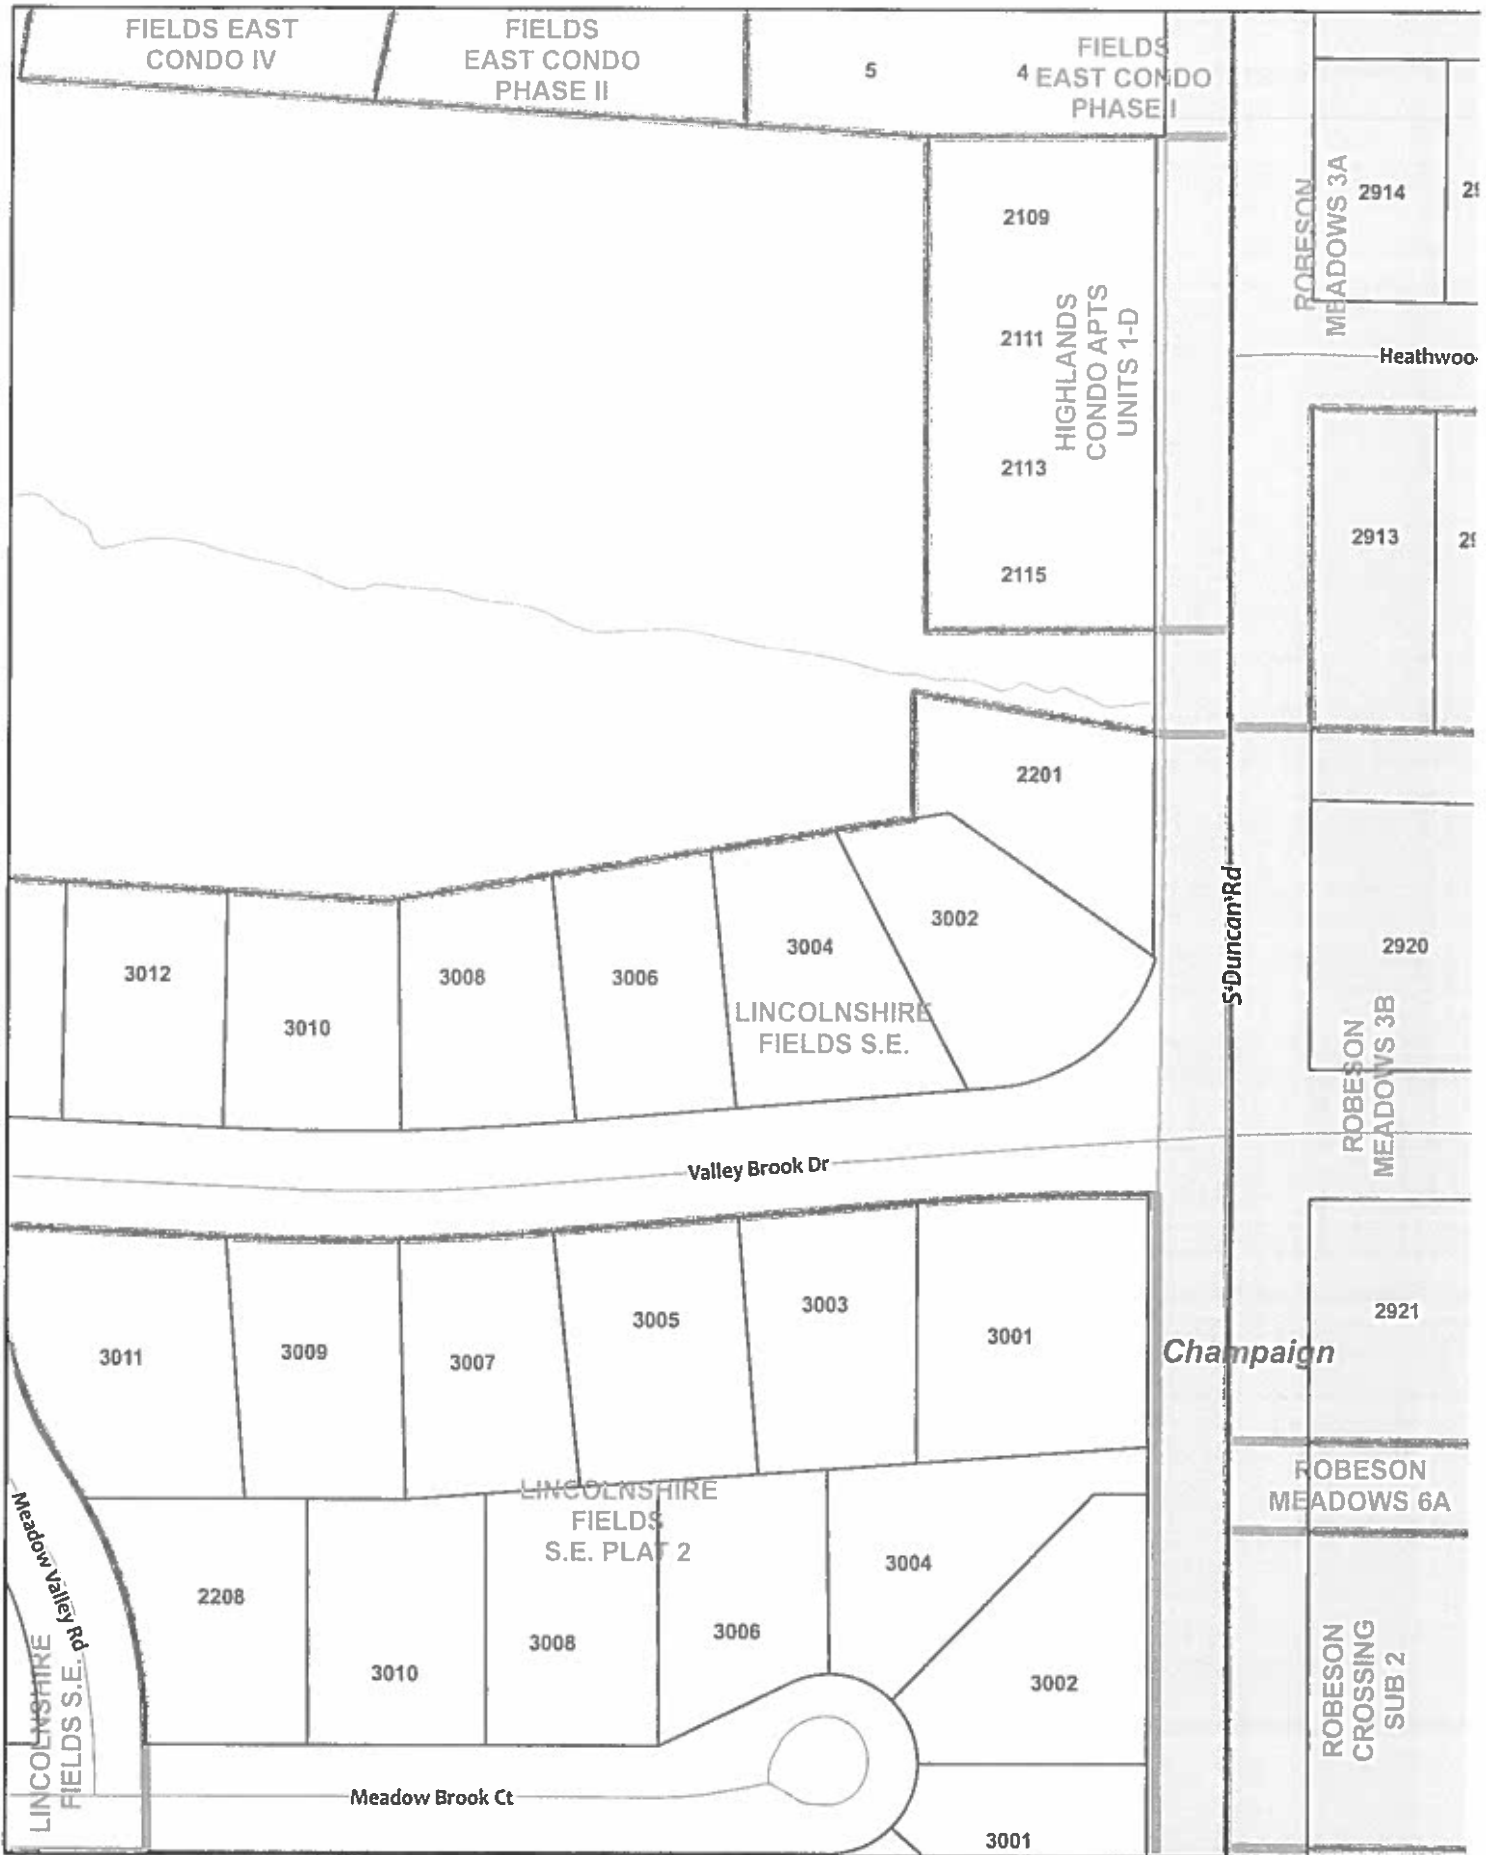 FIELDS EAST
CONDO IV
FIELDS
EAST CONDO
PHASE II
5
4
FIELDS
EAST CONDO
PHASE I
2109
2111
2113
2115
HIGHLANDS
CONDO APTS
UNITS 1-D
ROBESON
MEADOWS 3A
2914
Heathwoo
2913
2201
3002
3004
3006
3008
3010
3012
LINCOLNSHIRE
FIELDS S.E.
S Duncan Rd
2920
ROBESON
MEADOWS 3B
Valley Brook Dr
3011
3009
3007
3005
3003
3001
Champaign
2921
LINCOLNSHIRE
FIELDS
S.E. PLAT 2
ROBESON
MEADOWS 6A
Meadow Valley Rd
2208
3010
3008
3006
3004
3002
ROBESON
CROSSING
SUB 2
LINCOLNSHIRE
FIELDS S.E.
Meadow Brook Ct
3001